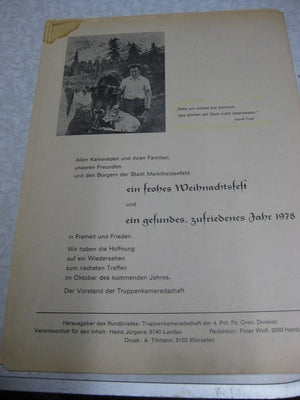 „Was wir selbst tun können,
das dürfen wir Gott nicht überlassen."
Allen Kameraden und ihren Familien
unseren Freunden
und den Bürgern der Stadt Marktheidenfeld
ein frohes Weihnachtsfest
und
ein gesundes, zufriedenes Jahr 1978
in Freiheit und Frieden.
Wir haben die Hoffnung
auf ein Wiedersehen
zum nächsten Treffen
im Oktober des kommenden Jahres.
Der Vorstand der Truppenkameradschaft
Herausgeber des Rundbriefes: Truppenkameradschaft der 4. Pol. Pz. Gren. Division
Verantwortlich für den Inhalt: Heinz Jürgens, 6740 Landau Redaktion: Peter Wolf, 2000 Hamb
Druck: A. Tillmann, 5102 Würselen